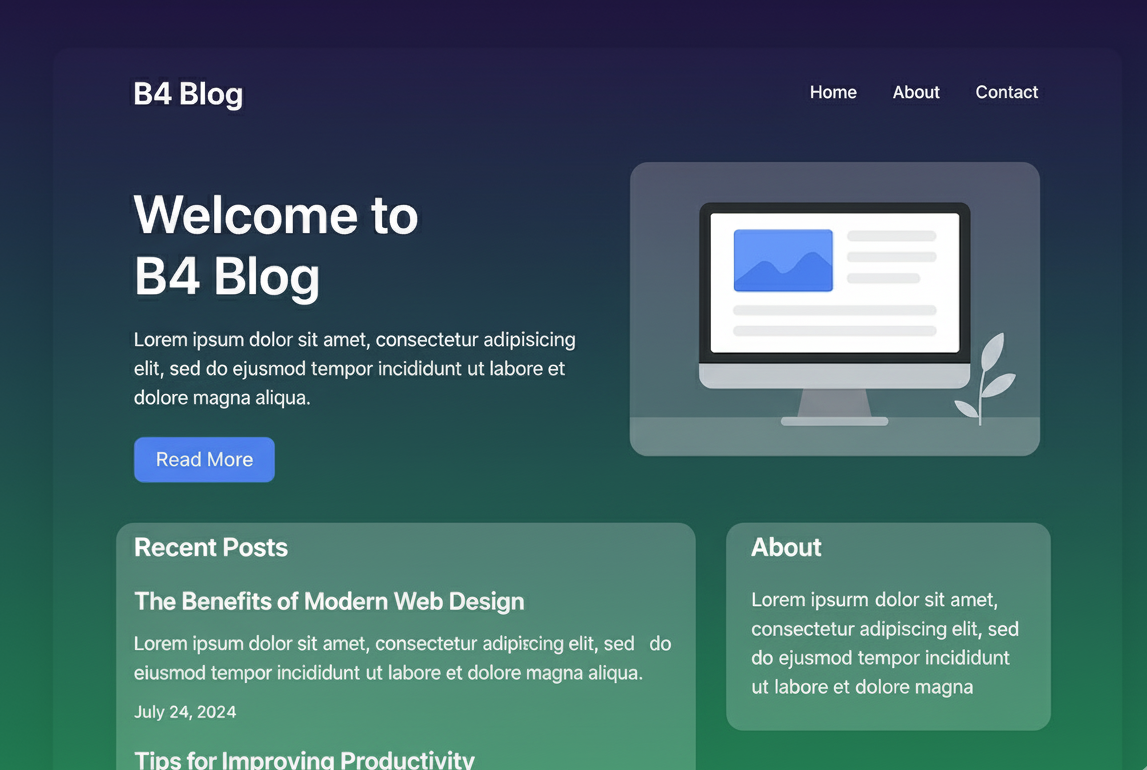 B4 Blog
Home About Contact
Welcome to
B4 Blog
Lorem ipsum dolor sit amet, consectetur adipisicing
elit, sed do ejusmod tempor incididunt ut labore et
dolore magna aliqua.
Read More
Recent Posts
The Benefits of Modern Web Design
Lorem ipsum dolor sit amet, consectetur adipiscing elit, sed do
eiusmod tempor incididunt ut labore et dolore magna aliqua.
July 24, 2024
Tips for Improving Productivity
About
Lorem ipsurm dolor sit amet,
consectetur adipiscing elit, sed
do ejusmod tempor incididunt
ut labore et dolore magna